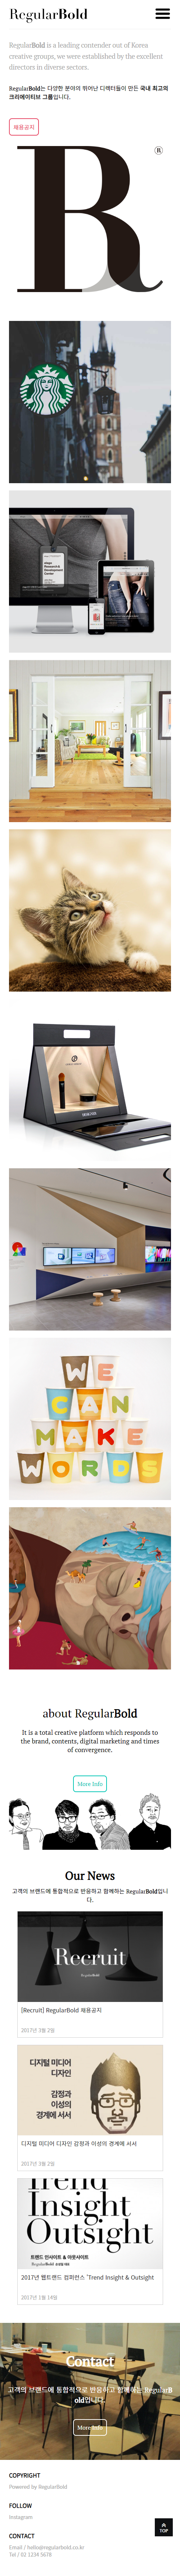 RegularBold
RegularBold is a leading contender out of Korea
creative groups, we were established by the excellent
directors in diverse sectors.
RegularBold는 다양한 분야의 뛰어난 디렉터들이 만든 국내 최고의
크리에이티브 그룹입니다.
채용공지
R
R
WE
CAN
MAKE
WORDS
about RegularBold
It is a total creative platform which responds to
the brand, contents, digital marketing and times
of convergence.
More Info
Our News
고객의 브랜드에 통합적으로 반응하고 함께하는 RegularBold입니
다.
Recruit
RegularBold
[Recruit] RegularBold 채용공지
2017년 3월 2일
디지털 미디어
디자인
감정과
이성의
경계에 서서
디지털 미디어 디자인 감정과 이성의 경계에 서서
2017년 3월 2일
Trend
Insight
Outsight
트렌드 인사이트 & 아웃사이트
2017년 웹트렌드 컨퍼런스 'Trend Insight & Outsight
2017년 1월 14일
Contact
고객의 브랜드에 통합적으로 반응하고 함께하는 RegularB
old입니다.
More Info
COPYRIGHT
Powered by RegularBold
FOLLOW
Instagram
CONTACT
Email / hello@regularbold.co.kr
Tel / 02 1234 5678
TOP